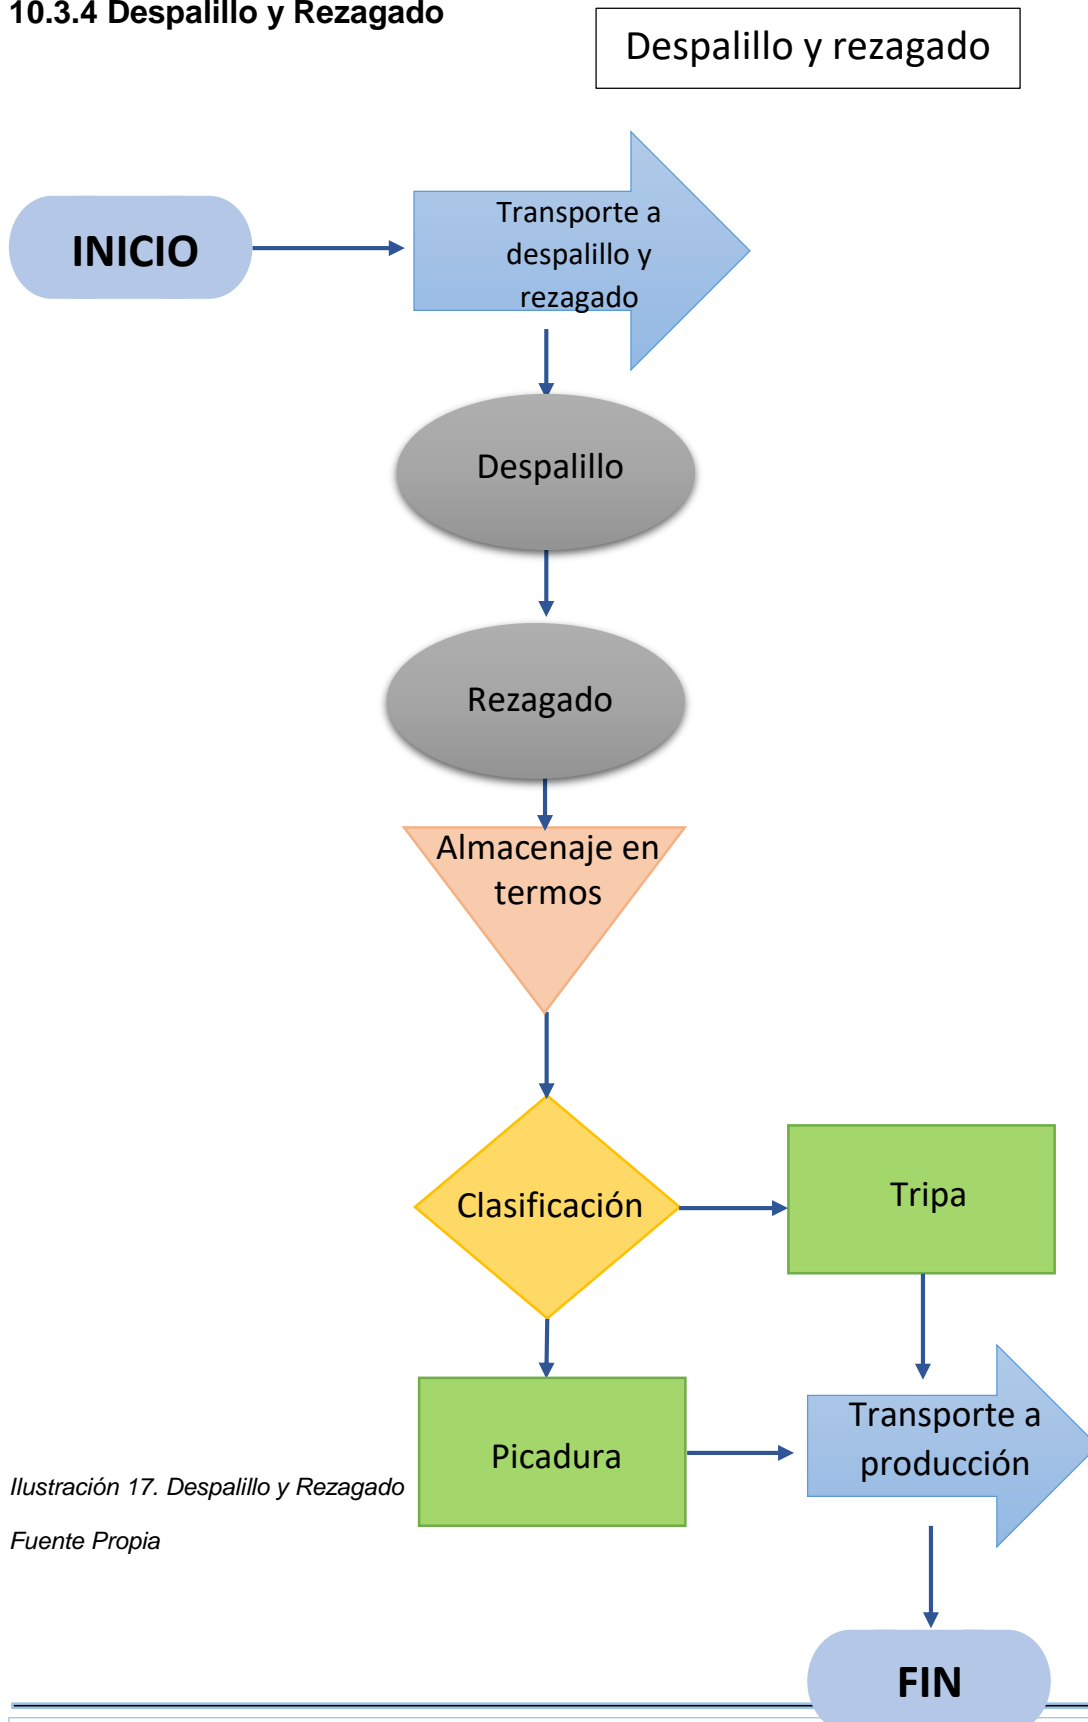 10.3.4 Despalillo y Rezagado
Despalillo y rezagado
INICIO
Transporte a
despalillo y
rezagado
Despalillo
Rezagado
Almacenaje en
termos
Clasificación
Tripa
Picadura
Transporte a
producción
Ilustración 17. Despalillo y Rezagado
Fuente Propia
FIN